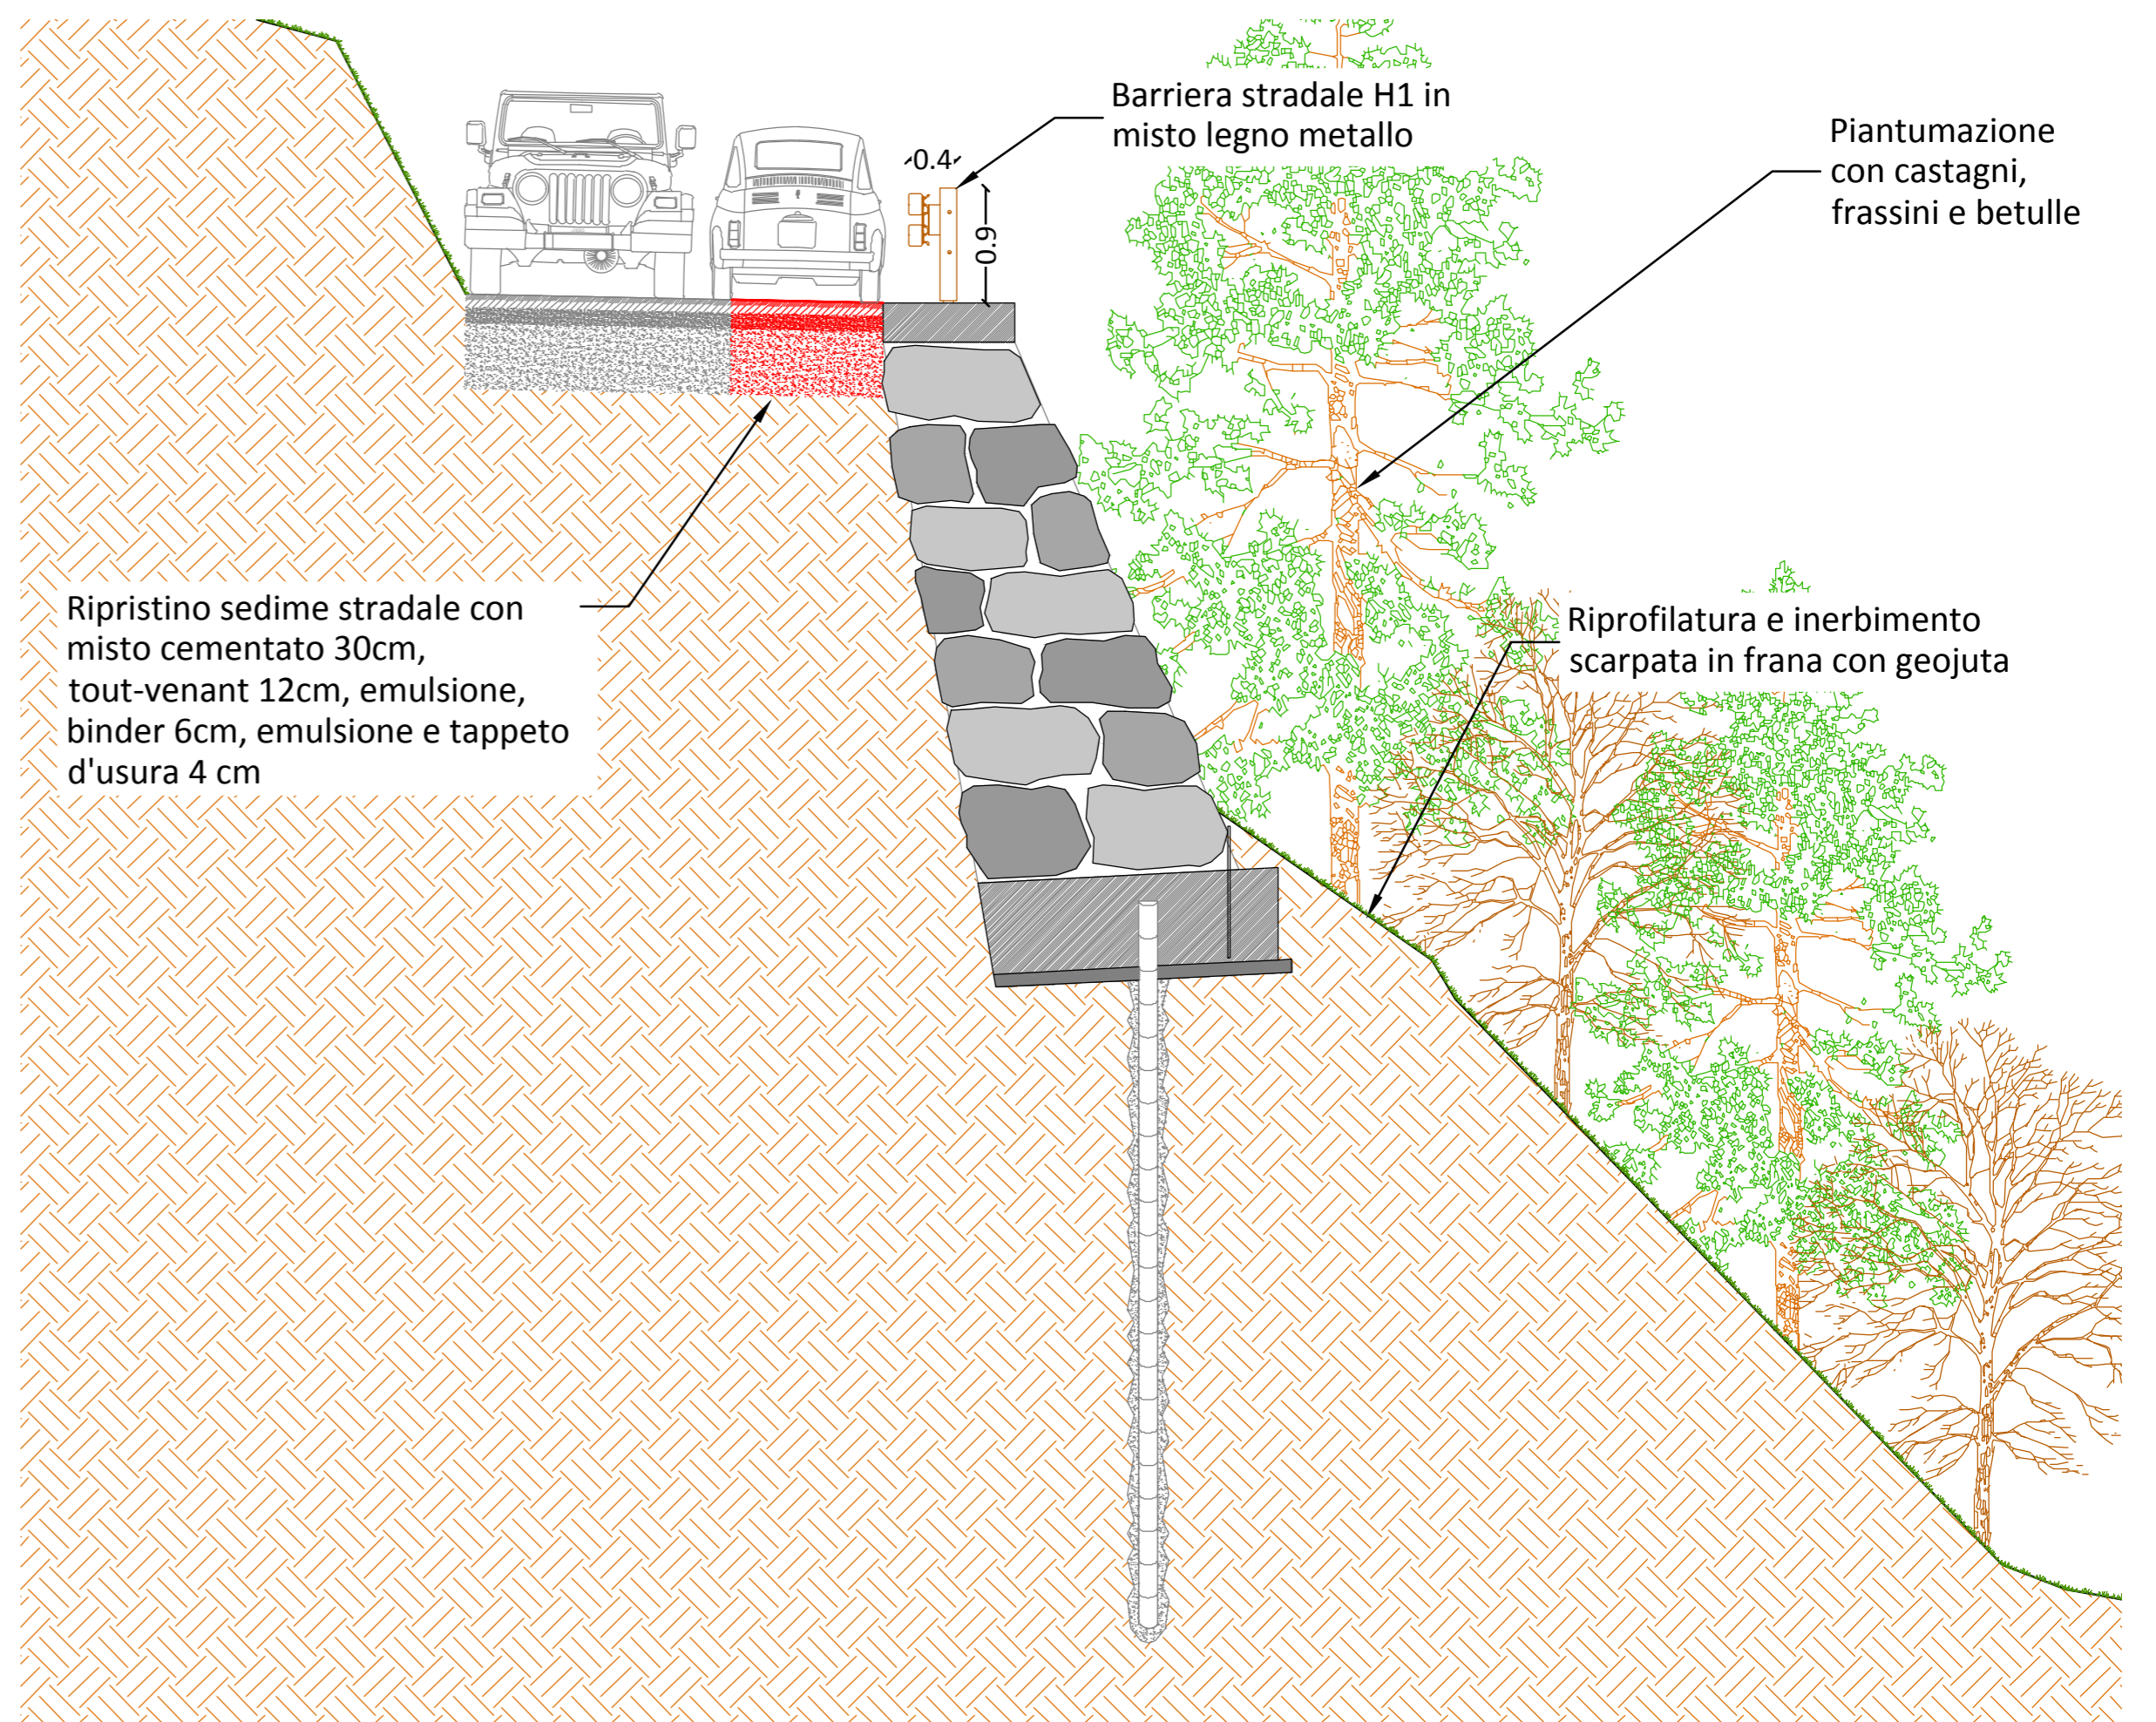 Barriera stradale H1 in
misto legno metallo
Piantumazione
con castagni,
frassini e betulle
0.4
0.9
Ripristino sedime stradale con
misto cementato 30cm,
tout-venant 12cm, emulsione,
binder 6cm, emulsione e tappeto
d'usura 4 cm
Riprofilatura e inerbimento
scarpata in frana con geojuta